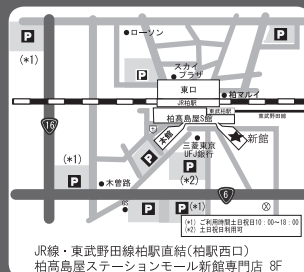 P
ローソン
P
(*1)
スカイ
プラザ
P
東口
柏マルイ
JR柏駅
東武柏駅
柏髙島屋S館
東武野田線
16
本館
新館
P
三菱東京
UFJ銀行
(*1)
P
P
(*2)
木曽路
6
P
P
(*1)
(*1) ご利用時間土日祝日10:00〜18:00
(*2) 土日祝日利用可
JR線・東武野田線柏駅直結(柏駅西口)
柏髙島屋ステーションモール新館専門店 8F